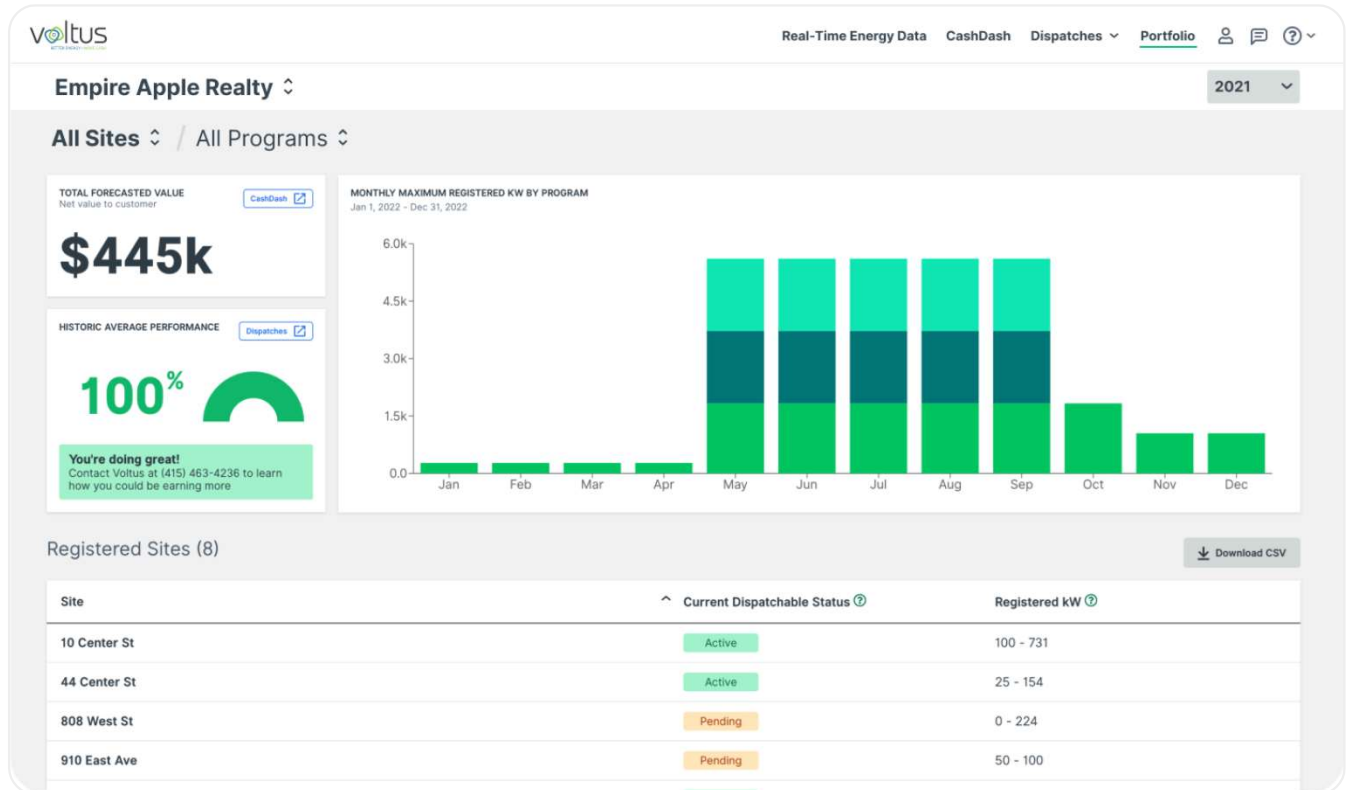 voltus
Real-Time Energy Data CashDash Dispatches Portfolio
Empire Apple Realty
2021
All Sites / All Programs
TOTAL FORECASTED VALUE
Net value to customer
CashDash
$445k
HISTORIC AVERAGE PERFORMANCE
Dispatches
100%
You're doing great!
Contact Voltus at (415) 463-4236 to learn
how you could be earning more
MONTHLY MAXIMUM REGISTERED KW BY PROGRAM
Jan 1, 2022 - Dec 31, 2022
6.0k
4.5k
3.0k
1.5k
0.0
Jan Feb Mar Apr May Jun Jul Aug Sep Oct Nov Dec
Registered Sites (8)
Download CSV
Site Current Dispatchable Status ? Registered kW ?
10 Center St Active 100 - 731
44 Center St Active 25 - 154
808 West St Pending 0 - 224
910 East Ave Pending 50 - 100